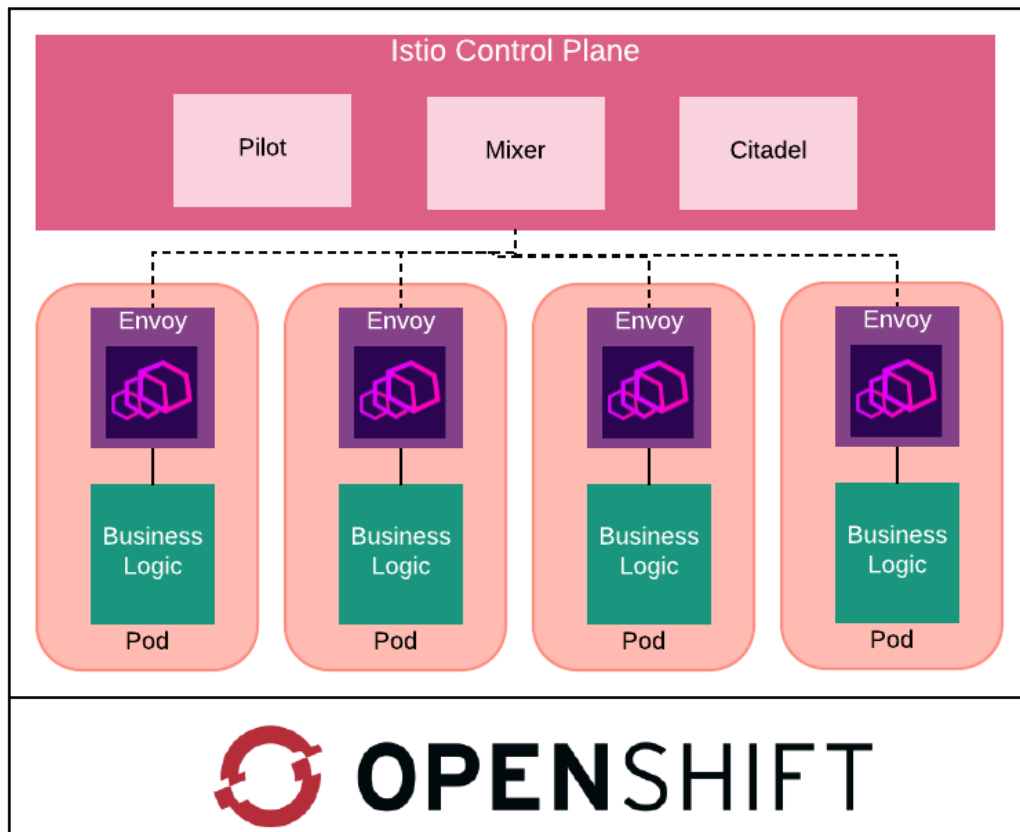 Istio Control Plane
Pilot
Mixer
Citadel
Envoy
Envoy
Envoy
Envoy
Business
Logic
Business
Logic
Business
Logic
Business
Logic
Pod
Pod
Pod
Pod
OPENSHIFT